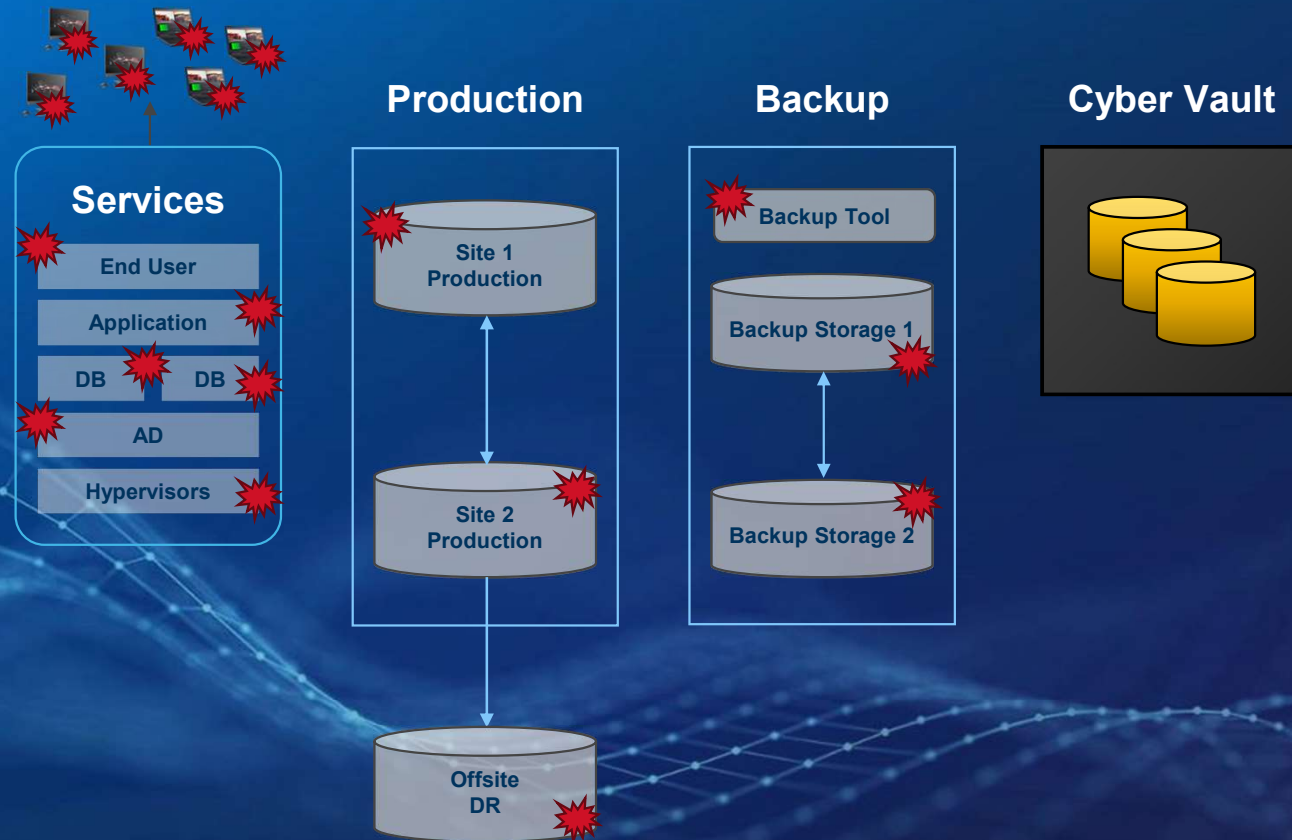 Services
End User
Application
DB
DB
AD
Hypervisors
Production
Site 1
Production
Site 2
Production
Offsite
DR
Backup
Backup Tool
Backup Storage 1
Backup Storage 2
Cyber Vault